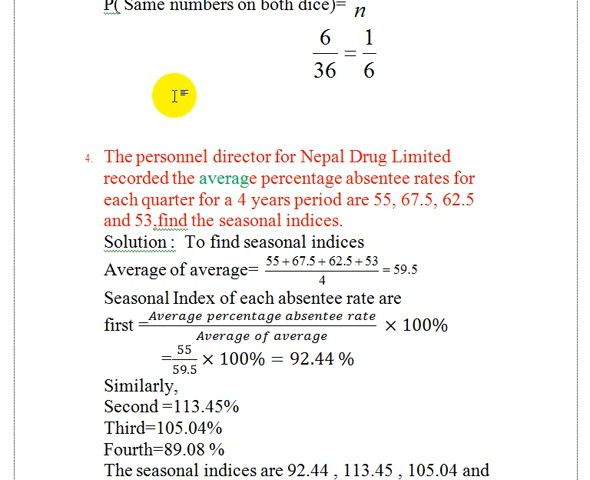 P( Same numbers on both dice)= n
6/36 = 1/6
4. The personnel director for Nepal Drug Limited
recorded the average percentage absentee rates for
each quarter for a 4 years period are 55, 67.5, 62.5
and 53,find the seasonal indices.
Solution : To find seasonal indices
Average of average= (55+67.5+62.5+53)/4 = 59.5
Seasonal Index of each absentee rate are
first = Average percentage absentee rate / Average of average × 100%
= 55/59.5 × 100% = 92.44 %
Similarly,
Second =113.45%
Third=105.04%
Fourth=89.08 %
The seasonal indices are 92.44 , 113.45 , 105.04 and